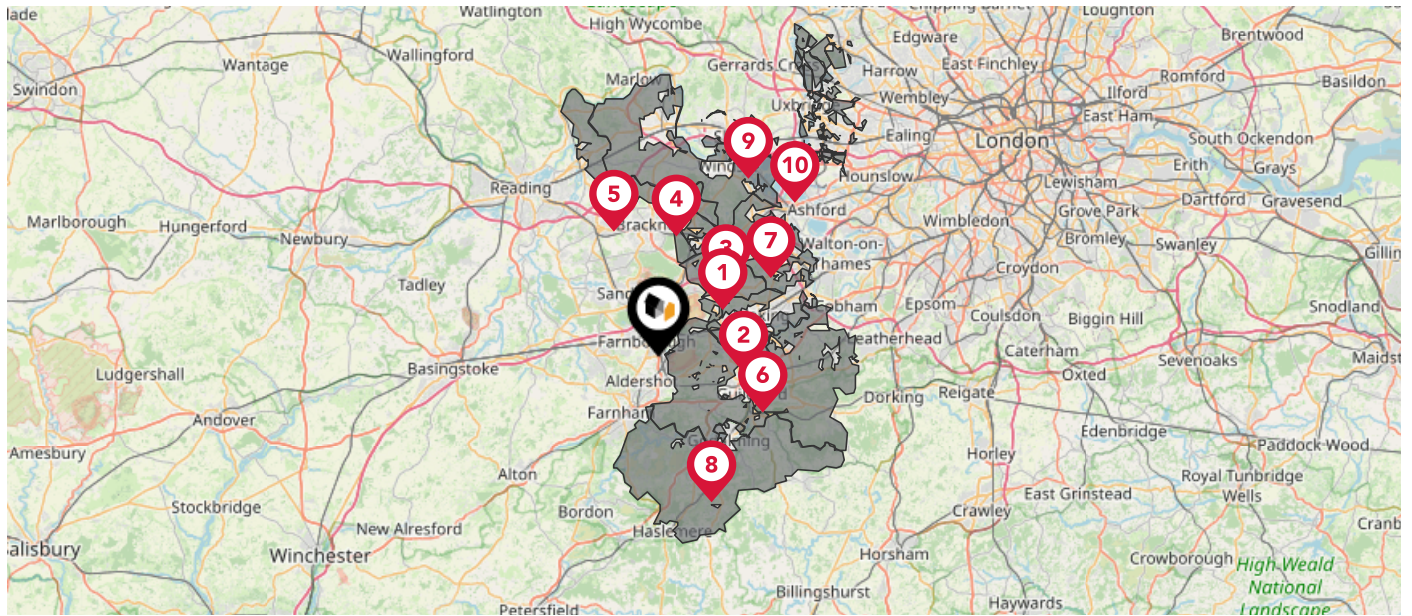 Watlington
High Wycombe
Loughton
Edgware
Brentwood
Wallingford
Gerrards Cross
East Finchley
Wantage
Harrow
Romford
Marlow
Basildon
Swindon
Wembley
Ilford
East Ham
Ealing
South Ockendon
London
9
Erith
Grays
10
Reading
Hounslow
Lewisham
5
4
Dartford
Gravesend
Ashford
Grove Park
Marlborough
Hungerford
Wimbledon
Newbury
7
Bromley
Swanley
3
Walton-on-
Thames
1
Croydon
Tadley
Epsom
Snodland
Coulsdon
Biggin Hill
2
Farnborough
Leatherhead
Caterham
Sevenoaks
Ludgershall
Basingstoke
6
Oxted
Reigate
Dorking
Andover
Edenbridge
Paddock Wood
Amesbury
Horley
8
Alton
Royal Tunbridge
Wells
East Grinstead
Stockbridge
Bordon
Crawley
New Alresford
Haslemere
Winchester
Horsham
Crowborough
High Weald
National
Landscape
Billingshurst
Haywards
Petersfield